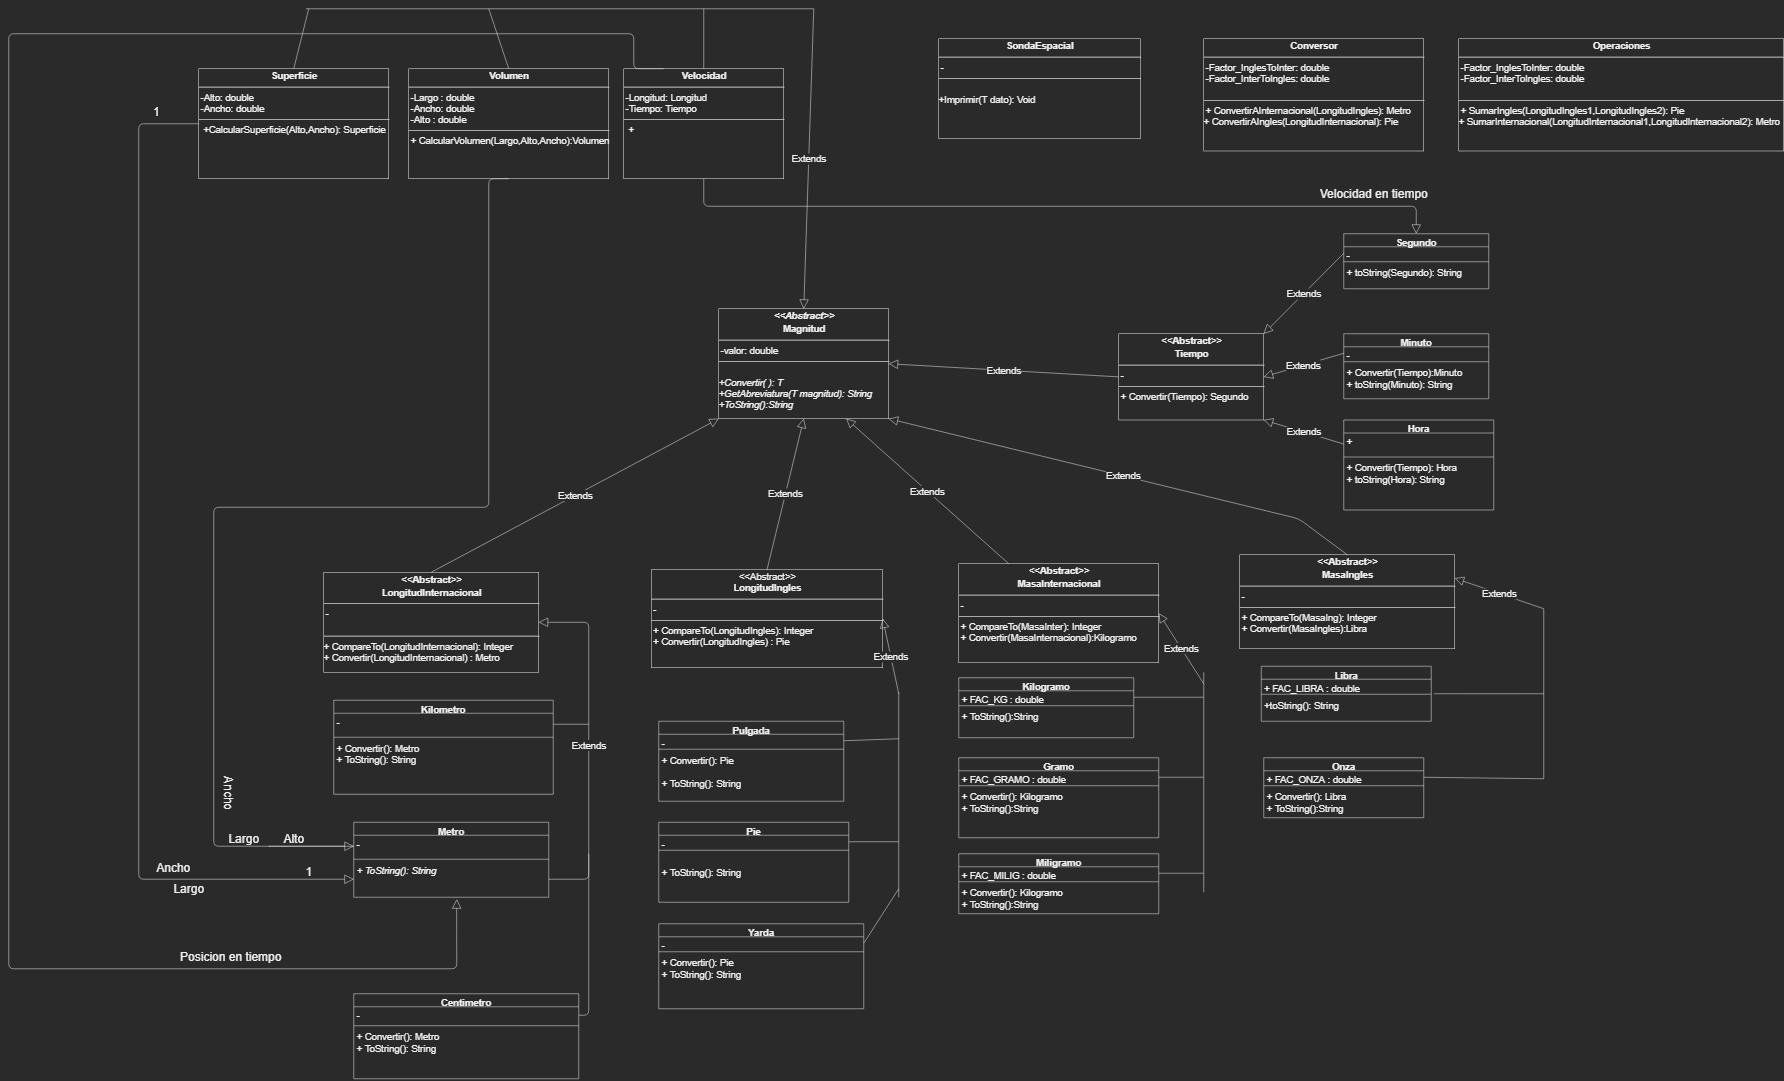 Superficie
-Alto: double
-Ancho: double
+CalcularSuperficie(Alto,Ancho): Superficie
Volumen
-Largo : double
-Ancho: double
-Alto : double
+ CalcularVolumen(Largo,Alto,Ancho):Volumen
Velocidad
-Longitud: Longitud
-Tiempo: Tiempo
+
SondaEspacial
-
+Imprimir(T dato): Void
Conversor
-Factor_InglesToInter: double
-Factor_InterToIngles: double
+ ConvertirAInternacional(LongitudIngles): Metro
+ ConvertirAIngles(LongitudInternacional): Pie
Operaciones
-Factor_InglesToInter: double
-Factor_InterToIngles: double
+ SumarIngles(LongitudIngles1,LongitudIngles2): Pie
+ SumarInternacional(LongitudInternacional1,LongitudInternacional2): Metro
1
Extends
Velocidad en tiempo
Segundo
-
+ toString(Segundo): String
Extends
<<Abstract>>
Magnitud
-valor: double
+Convertir( ): T
+GetAbreviatura(T magnitud): String
+ToString():String
Extends
<<Abstract>>
Tiempo
-
+ Convertir(Tiempo): Segundo
Extends
Minuto
-
+ Convertir(Tiempo):Minuto
+ toString(Minuto): String
Extends
Hora
+
+ Convertir(Tiempo): Hora
+ toString(Hora): String
Extends
Extends
Extends
Extends
<<Abstract>>
LongitudInternacional
-
+ CompareTo(LongitudInternacional): Integer
+ Convertir(LongitudInternacional) : Metro
<<Abstract>>
LongitudIngles
-
+ CompareTo(LongitudIngles): Integer
+ Convertir(LongitudIngles) : Pie
Extends
<<Abstract>>
MasaInternacional
-
+ CompareTo(MasaInter): Integer
+ Convertir(MasaInternacional):Kilogramo
Extends
<<Abstract>>
MasaIngles
-
+ CompareTo(MasaIng): Integer
+ Convertir(MasaIngles):Libra
Extends
Kilometro
-
+ Convertir(): Metro
+ ToString(): String
Extends
Pulgada
-
+ Convertir(): Pie
+ ToString(): String
Kilogramo
+ FAC_KG : double
+ ToString():String
Libra
+ FAC_LIBRA : double
+toString(): String
Gramo
+ FAC_GRAMO : double
+ Convertir(): Kilogramo
+ ToString():String
Onza
+ FAC_ONZA : double
+ Convertir(): Libra
+ ToString():String
Ancho
Largo
Alto
Metro
-
+ ToString(): String
Ancho
1
Largo
Pie
-
+ ToString(): String
Miligramo
+ FAC_MILIG : double
+ Convertir(): Kilogramo
+ ToString():String
Posicion en tiempo
Yarda
-
+ Convertir(): Pie
+ ToString(): String
Centimetro
-
+ Convertir(): Metro
+ ToString(): String